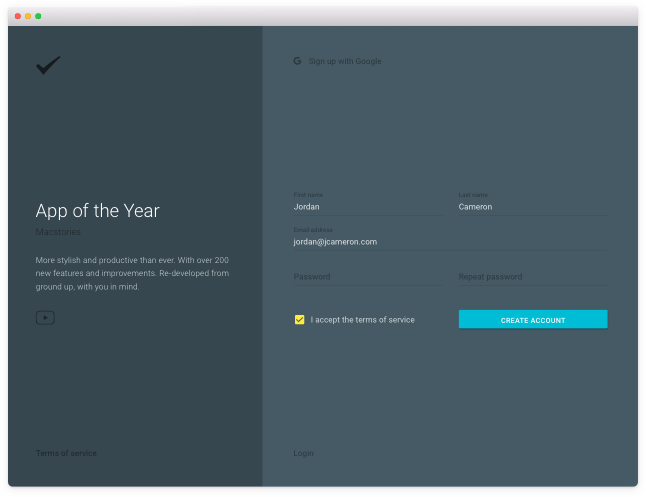 Sign up with Google
App of the Year
Macstories
More stylish and productive than ever. With over 200
new features and improvements. Re-developed from
ground up, with you in mind.
Terms of service
First name
Last name
Jordan
Cameron
Email address
jordan@jcameron.com
Password
Repeat password
I accept the terms of service
CREATE ACCOUNT
Login